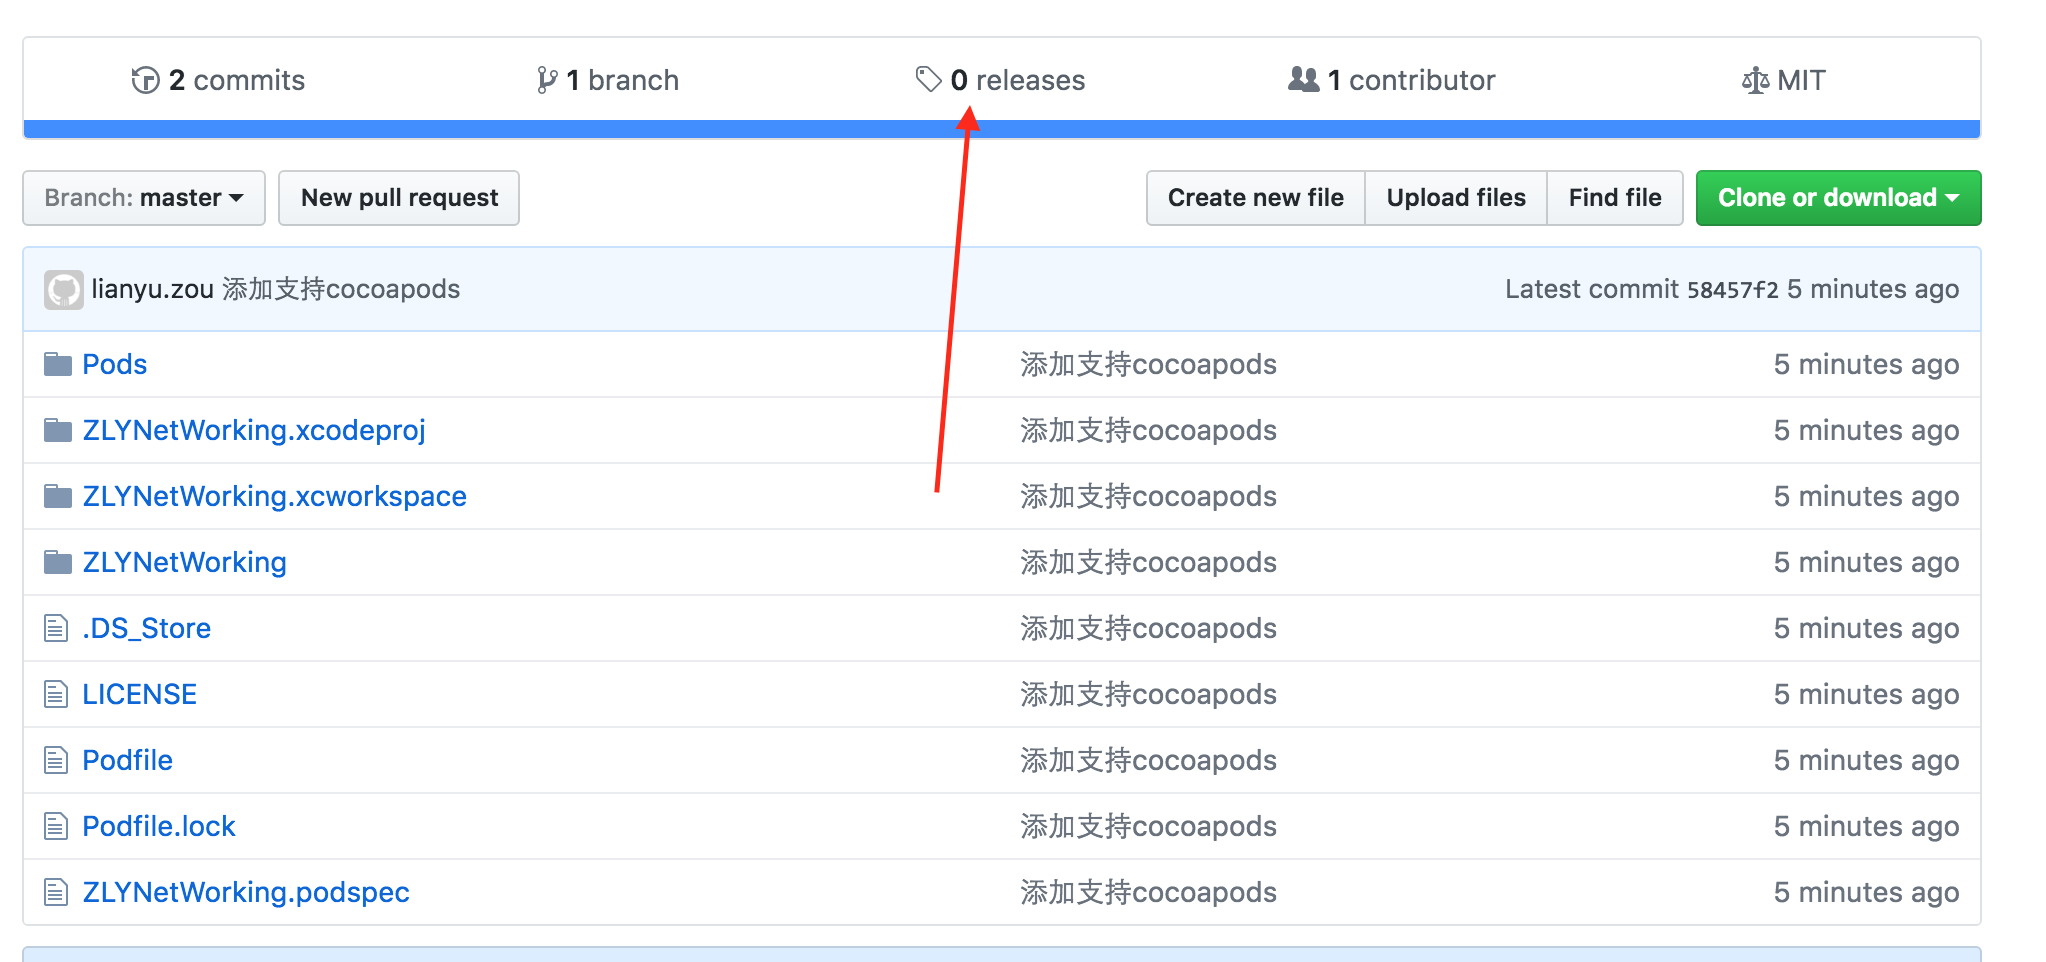 2 commits 1 branch 0 releases 1 contributor MIT
Branch: master New pull request Create new file Upload files Find file Clone or download
lianyu.zou 添加支持cocoapods Latest commit 58457f2 5 minutes ago
Pods 添加支持cocoapods 5 minutes ago
ZLYNetWorking.xcodeproj 添加支持cocoapods 5 minutes ago
ZLYNetWorking.xcworkspace 添加支持cocoapods 5 minutes ago
ZLYNetWorking 添加支持cocoapods 5 minutes ago
.DS_Store 添加支持cocoapods 5 minutes ago
LICENSE 添加支持cocoapods 5 minutes ago
Podfile 添加支持cocoapods 5 minutes ago
Podfile.lock 添加支持cocoapods 5 minutes ago
ZLYNetWorking.podspec 添加支持cocoapods 5 minutes ago